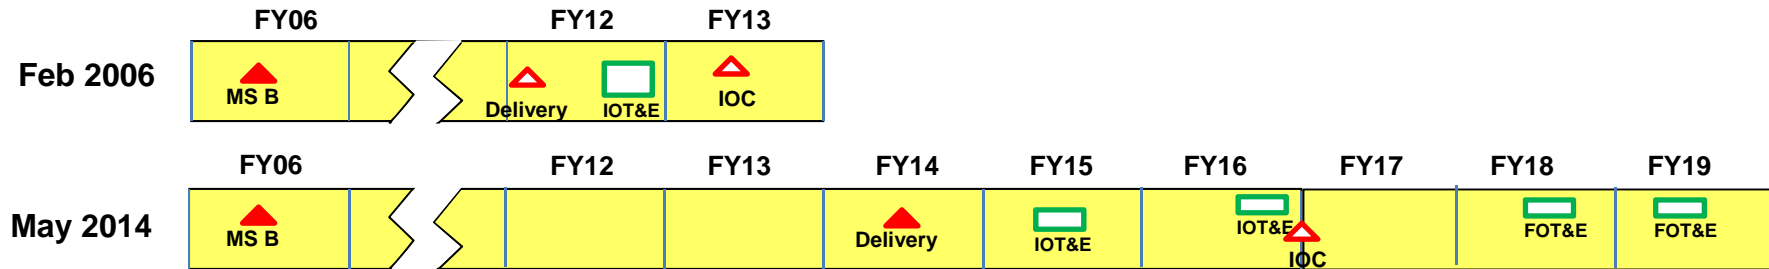 FY06 FY12 FY13
Feb 2006
MS B Delivery IOT&E IOC
FY06 FY12 FY13 FY14 FY15 FY16 FY17 FY18 FY19
May 2014
MS B Delivery IOT&E IOT&E IOC FOT&E FOT&E